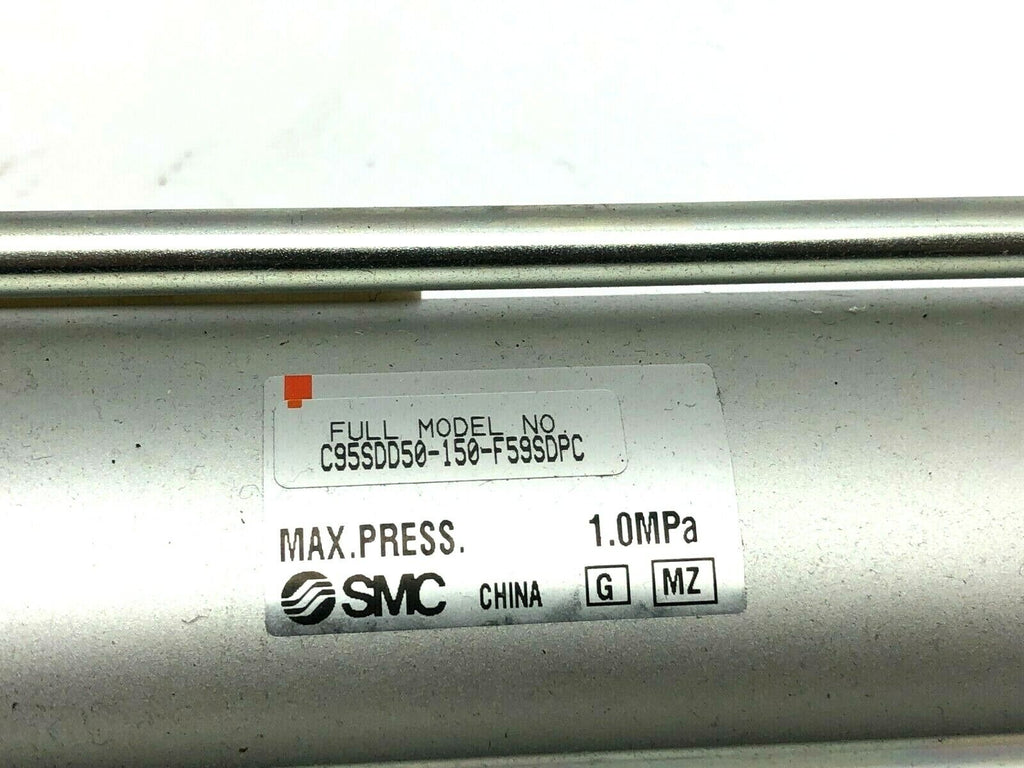 FULL MODEL NO.
C95SDD50-150-F59SDPC
MAX.PRESS. 1.0MPa
SMC CHINA G MZ